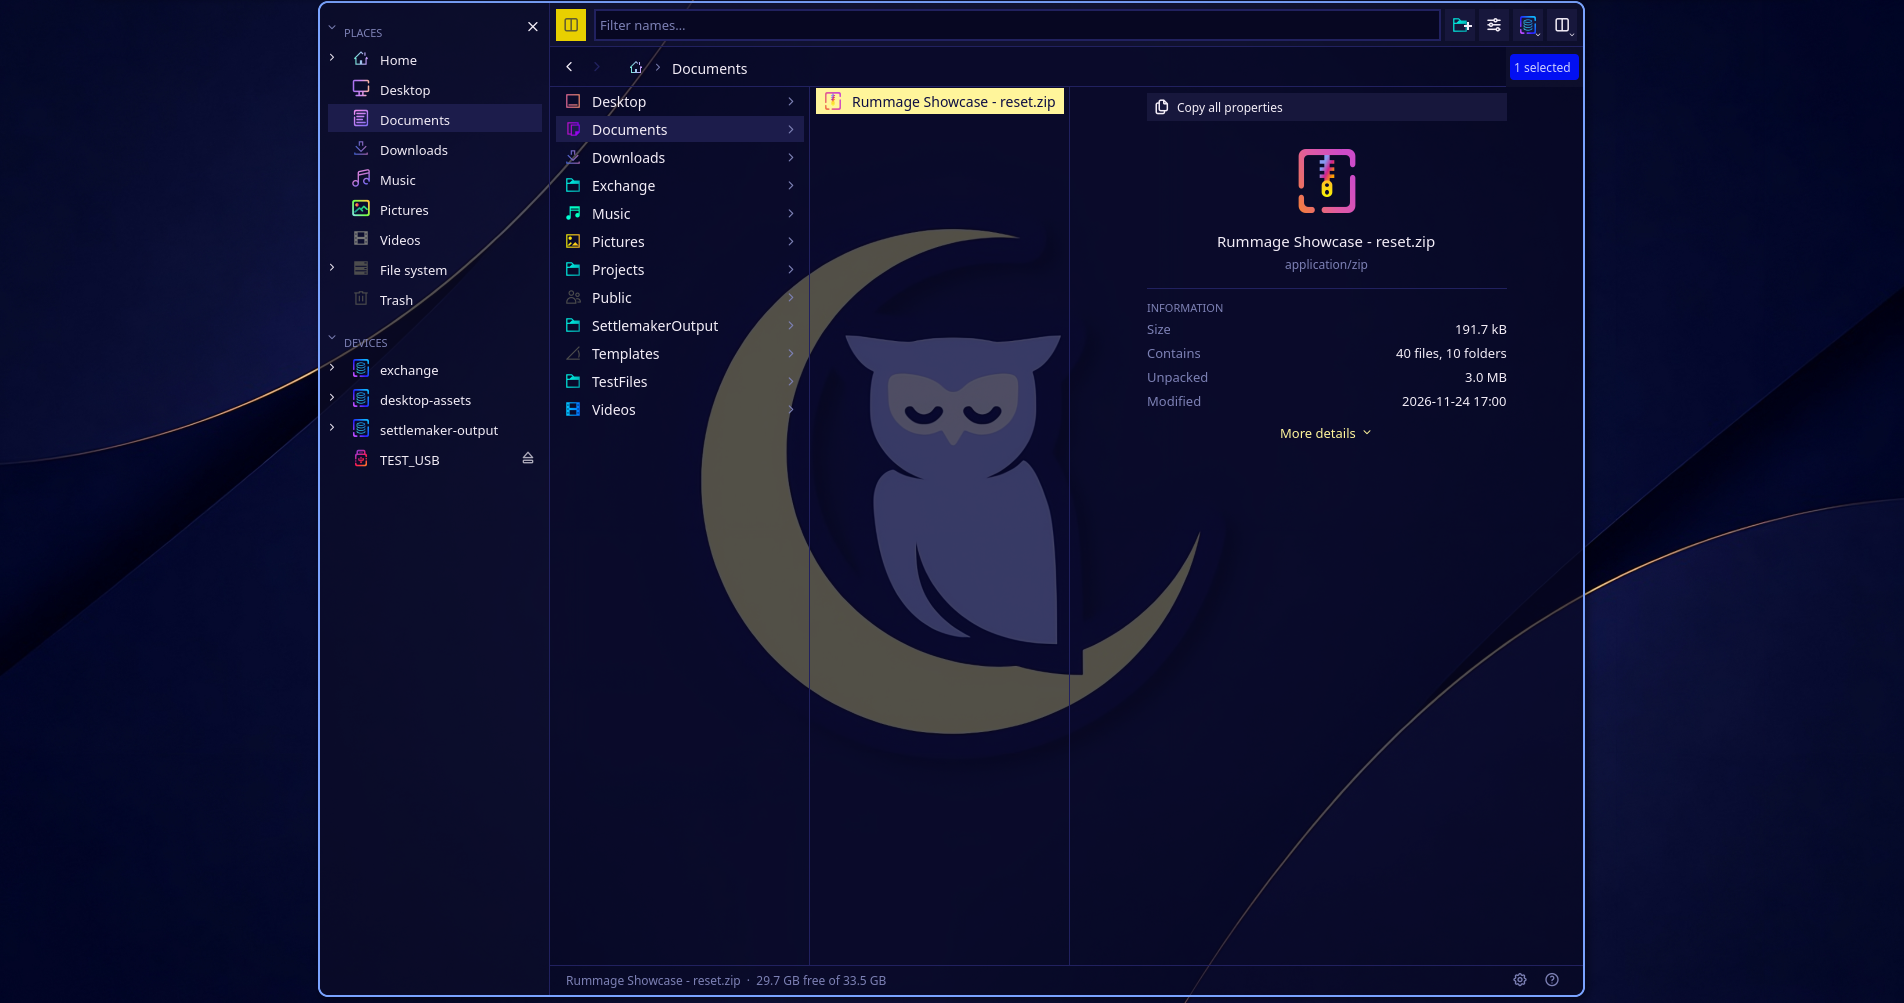 PLACES
Home
Desktop
Documents
Downloads
Music
Pictures
Videos
File system
Trash
DEVICES
exchange
desktop-assets
settlemaker-output
TEST_USB
Filter names...
Documents
1 selected
Desktop
Documents
Downloads
Exchange
Music
Pictures
Projects
Public
SettlemakerOutput
Templates
TestFiles
Videos
Rummage Showcase - reset.zip
Copy all properties
Rummage Showcase - reset.zip
application/zip
INFORMATION
Size 191.7 kB
Contains 40 files, 10 folders
Unpacked 3.0 MB
Modified 2026-11-24 17:00
More details
Rummage Showcase - reset.zip · 29.7 GB free of 33.5 GB